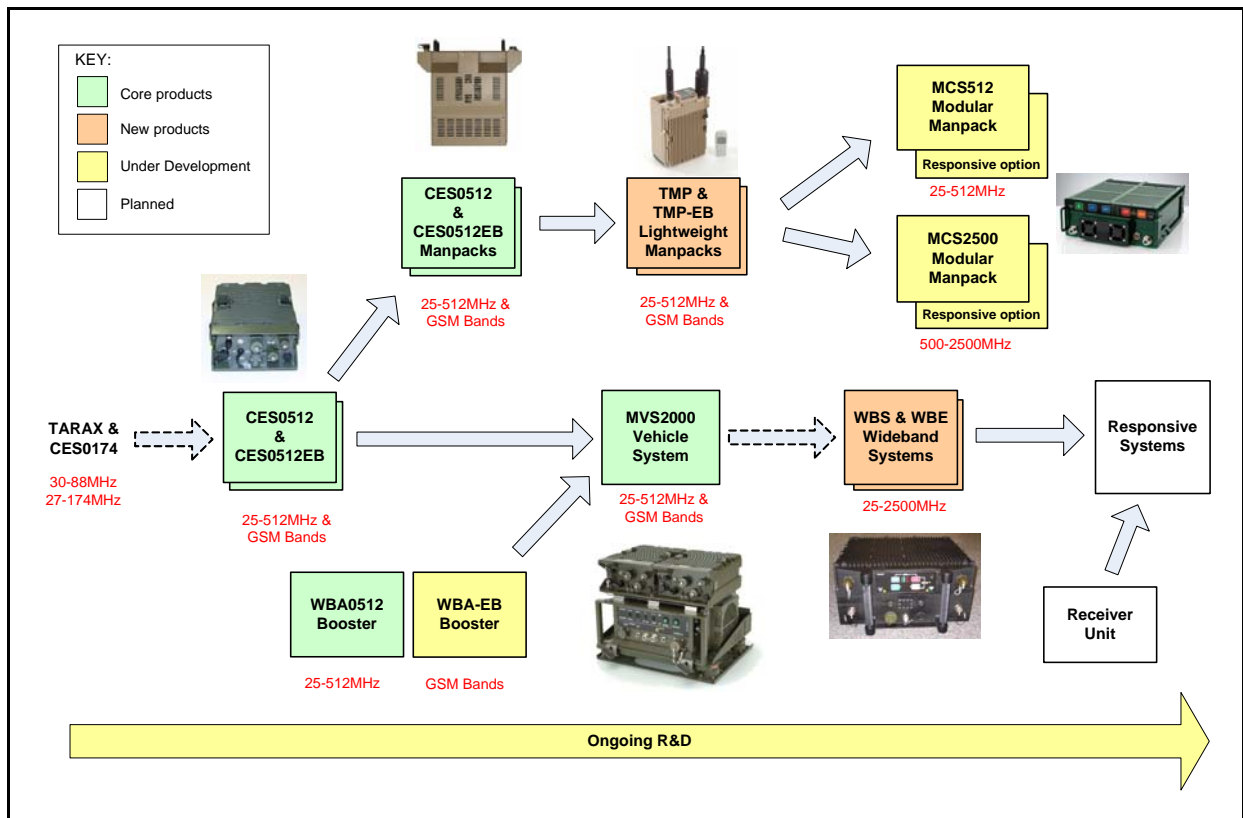 KEY:
Core products
New products
Under Development
Planned
CES0512
&
CES0512EB
Manpacks
25-512MHz &
GSM Bands
TMP &
TMP-EB
Lightweight
Manpacks
25-512MHz &
GSM Bands
MCS512
Modular
Manpack
Responsive option
25-512MHz
MCS2500
Modular
Manpack
Responsive option
500-2500MHz
TARAX &
CES0174
30-88MHz
27-174MHz
CES0512
&
CES0512EB
25-512MHz &
GSM Bands
MVS2000
Vehicle
System
25-512MHz &
GSM Bands
WBS & WBE
Wideband
Systems
25-2500MHz
Responsive
Systems
WBA0512
Booster
25-512MHz
WBA-EB
Booster
GSM Bands
Receiver
Unit
Ongoing R&D